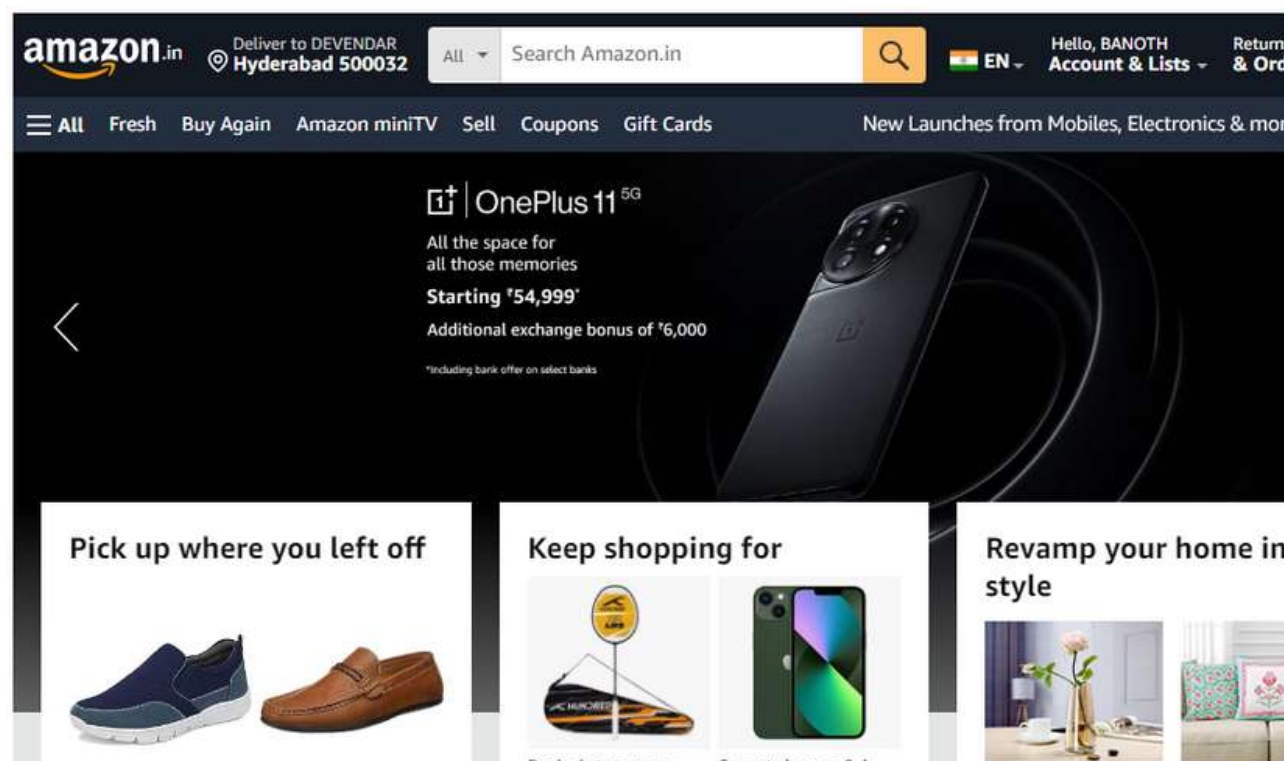 amazon.in
Deliver to DEVENDAR
Hyderabad 500032
All
Search Amazon.in
EN
Hello, BANOTH
Account & Lists
Return
& Ord
All
Fresh
Buy Again
Amazon miniTV
Sell
Coupons
Gift Cards
New Launches from Mobiles, Electronics & mor
1+ | OnePlus 11 5G
All the space for
all those memories
Starting ₹54,999*
Additional exchange bonus of ₹6,000
*Including bank offer on select banks
Pick up where you left off
Keep shopping for
Revamp your home in
style
HUNDRED